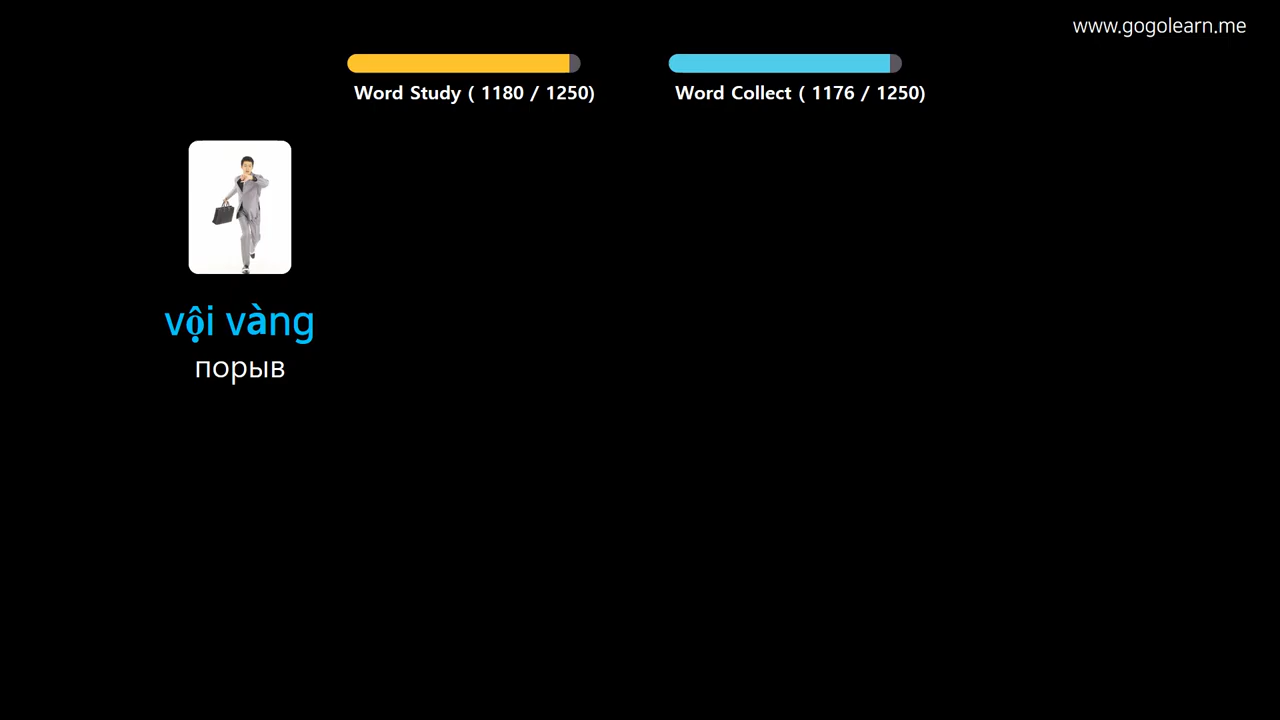 www.gogolearn.me
Word Study ( 1180 / 1250)
Word Collect ( 1176 / 1250)
vội vàng
порыв